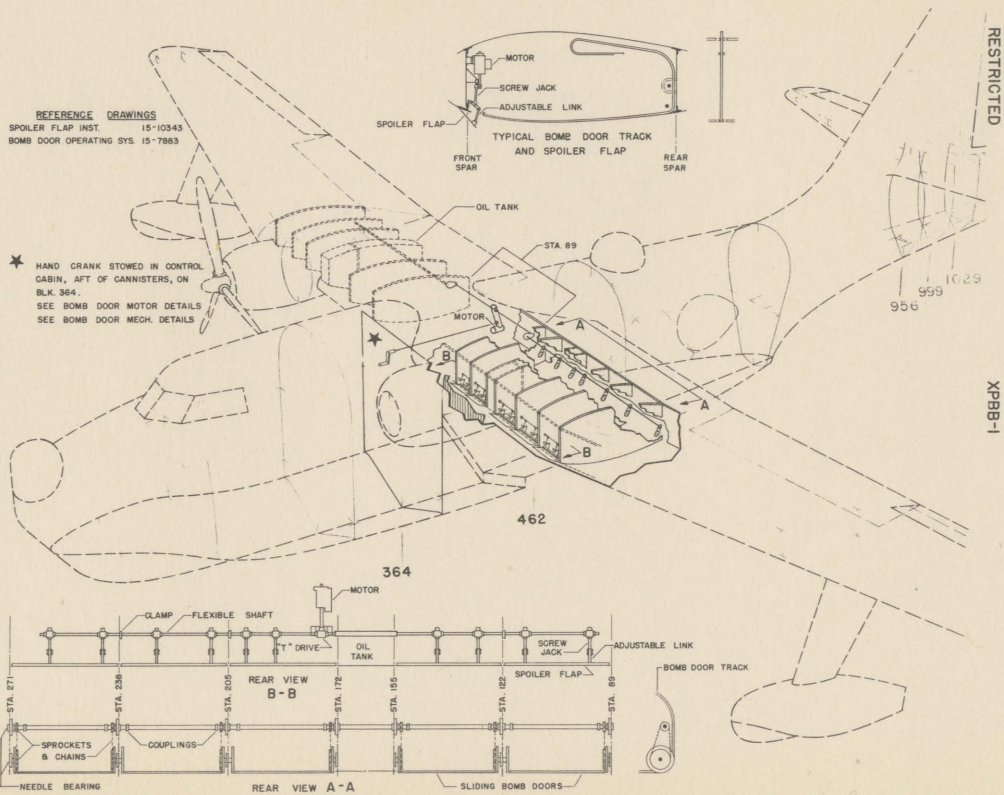 RESTRICTED
XPBB-1
REFERENCE DRAWINGS
SPOILER FLAP INST. 15-10343
BOMB DOOR OPERATING SYS. 15-7883
MOTOR
SCREW JACK
ADJUSTABLE LINK
SPOILER FLAP
TYPICAL BOMB DOOR TRACK
AND SPOILER FLAP
FRONT
SPAR
REAR
SPAR
OIL TANK
STA. 89
★ HAND CRANK STOWED IN CONTROL
CABIN, AFT OF CANNISTERS, ON
BLK. 364.
SEE BOMB DOOR MOTOR DETAILS
SEE BOMB DOOR MECH. DETAILS
956
999
1029
MOTOR
★
A
A
B
B
462
364
MOTOR
CLAMP
FLEXIBLE SHAFT
"T" DRIVE
OIL
TANK
SCREW
JACK
ADJUSTABLE LINK
SPOILER FLAP
REAR VIEW
B-B
BOMB DOOR TRACK
STA. 271
STA. 238
STA. 205
STA. 172
STA. 155
STA. 122
STA. 89
SPROCKETS
& CHAINS
COUPLINGS
NEEDLE BEARING
REAR VIEW A-A
SLIDING BOMB DOORS